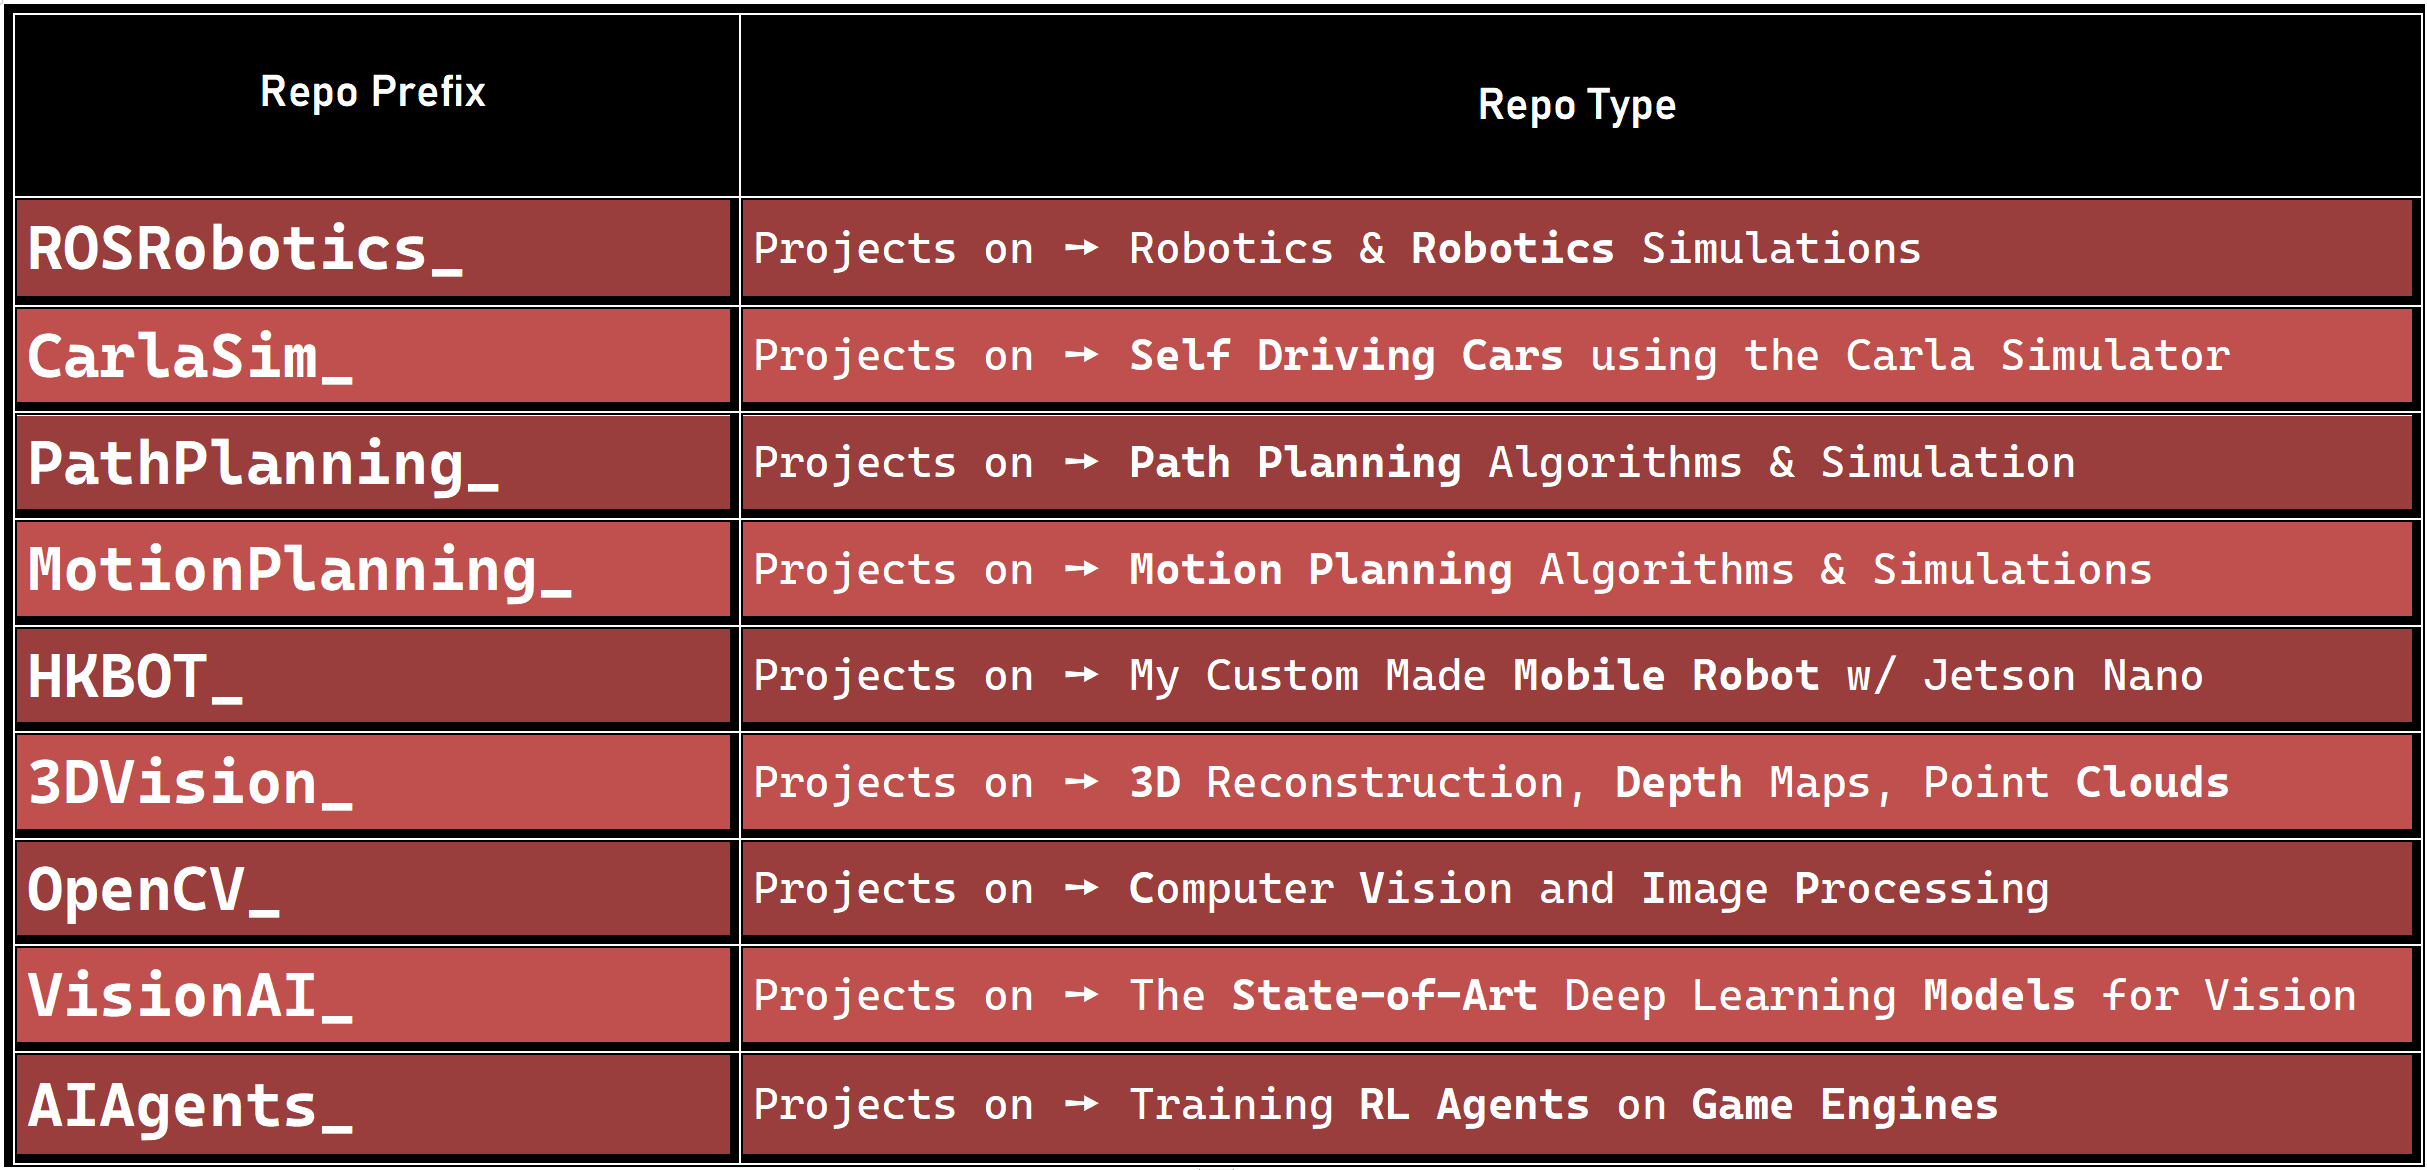 Repo Prefix
Repo Type
ROSRobotics_
Projects on → Robotics & Robotics Simulations
CarlaSim_
Projects on → Self Driving Cars using the Carla Simulator
PathPlanning_
Projects on → Path Planning Algorithms & Simulation
MotionPlanning_
Projects on → Motion Planning Algorithms & Simulations
HKBOT_
Projects on → My Custom Made Mobile Robot w/ Jetson Nano
3DVision_
Projects on → 3D Reconstruction, Depth Maps, Point Clouds
OpenCV_
Projects on → Computer Vision and Image Processing
VisionAI_
Projects on → The State-of-Art Deep Learning Models for Vision
AIAgents_
Projects on → Training RL Agents on Game Engines